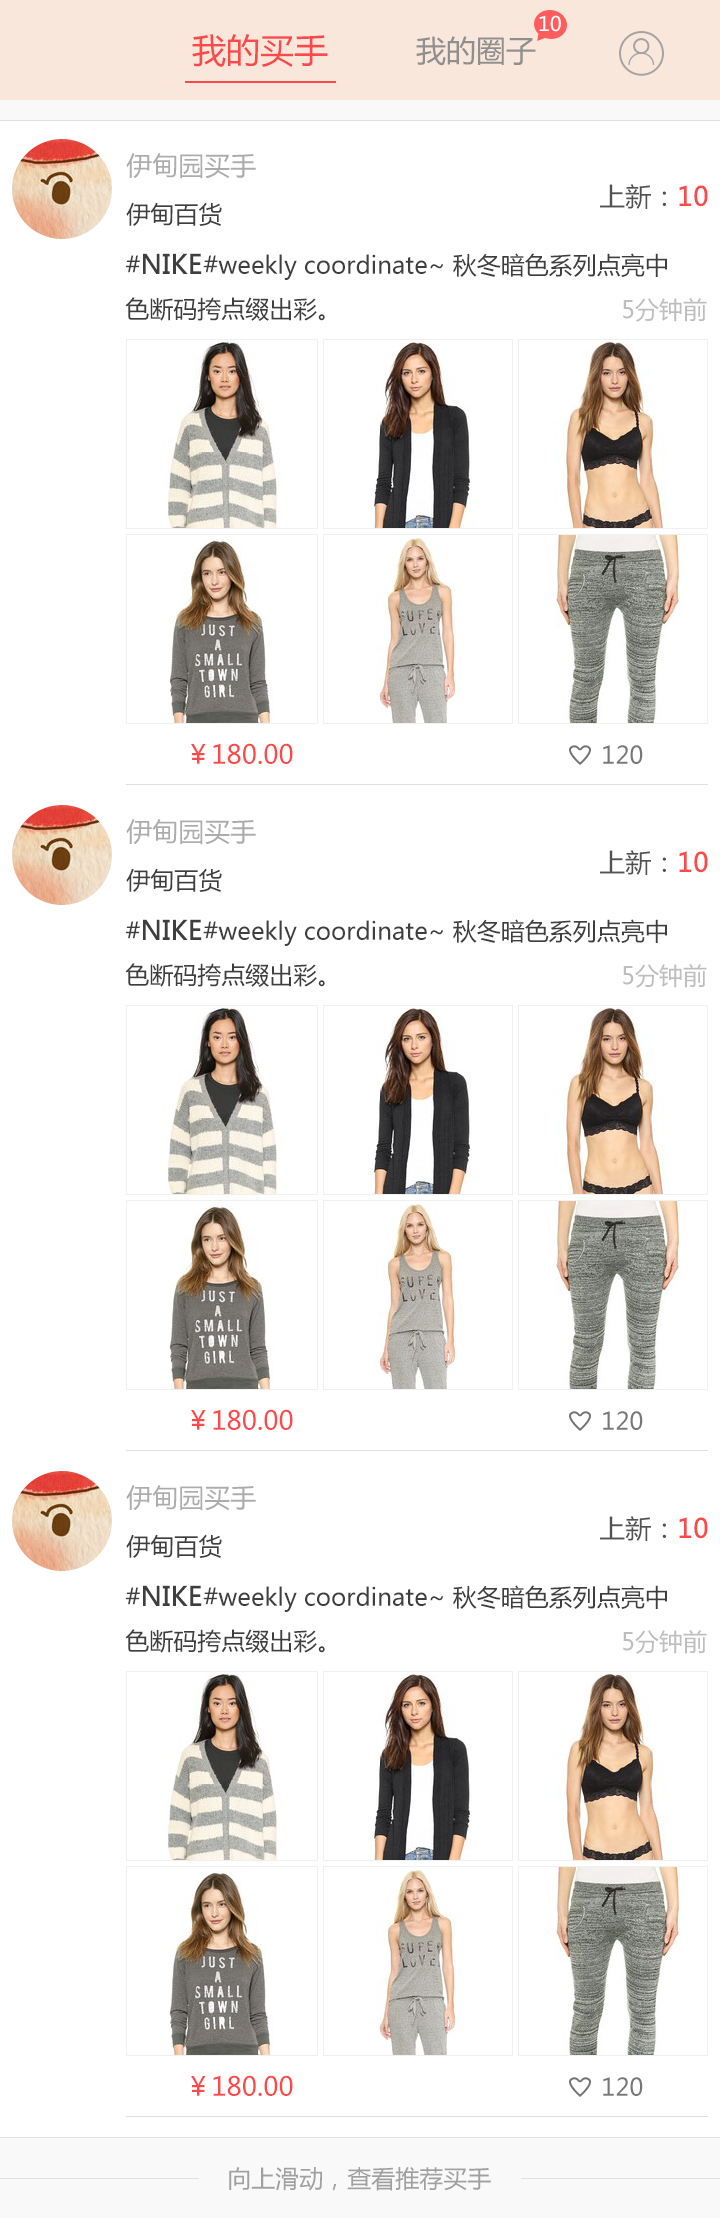 我的买手
我的圈子
10
伊甸园买手
伊甸百货
上新：10
#NIKE#weekly coordinate~ 秋冬暗色系列点亮中
色断码挎点缀出彩。
5分钟前
JUST
A
SMALL
TOWN
GIRL
SUPER
LOVE
¥180.00
120
伊甸园买手
伊甸百货
上新：10
#NIKE#weekly coordinate~ 秋冬暗色系列点亮中
色断码挎点缀出彩。
5分钟前
JUST
A
SMALL
TOWN
GIRL
SUPER
LOVE
¥180.00
120
伊甸园买手
伊甸百货
上新：10
#NIKE#weekly coordinate~ 秋冬暗色系列点亮中
色断码挎点缀出彩。
5分钟前
JUST
A
SMALL
TOWN
GIRL
SUPER
LOVE
¥180.00
120
向上滑动，查看推荐买手